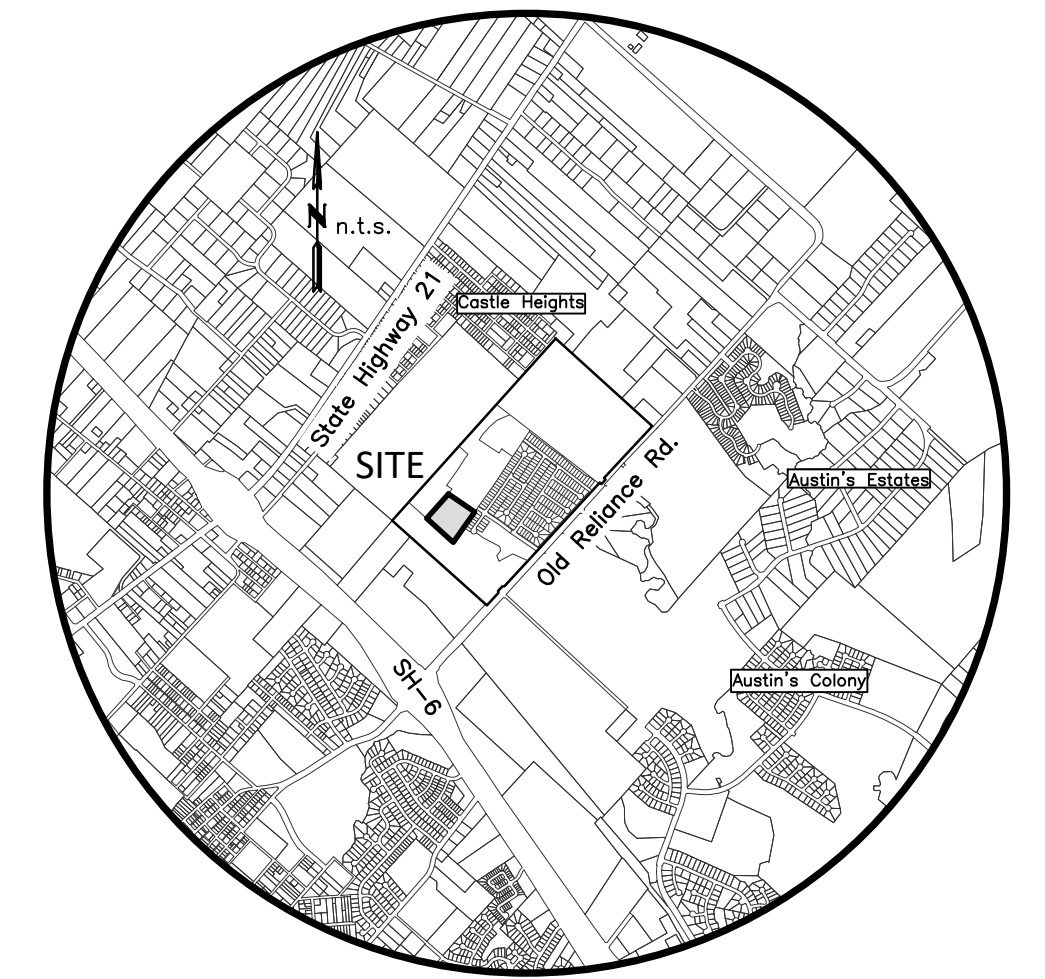 N
n.t.s.
State Highway 21
Castle Heights
SITE
Austin's Estates
Old Reliance Rd.
SH-6
Austin's Colony